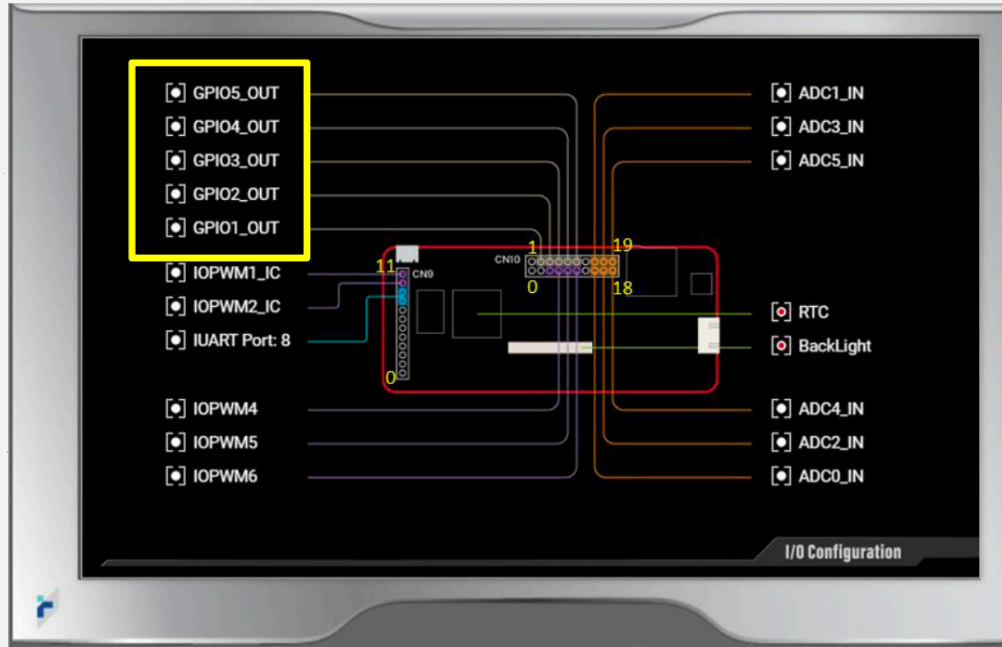 GPIO5_OUT
GPIO4_OUT
GPIO3_OUT
GPIO2_OUT
GPIO1_OUT
IOPWM1_IC
IOPWM2_IC
IUART Port: 8
IOPWM4
IOPWM5
IOPWM6
11
CN9
0
CN10
1
19
0
18
ADC1_IN
ADC3_IN
ADC5_IN
RTC
BackLight
ADC4_IN
ADC2_IN
ADC0_IN
I/O Configuration